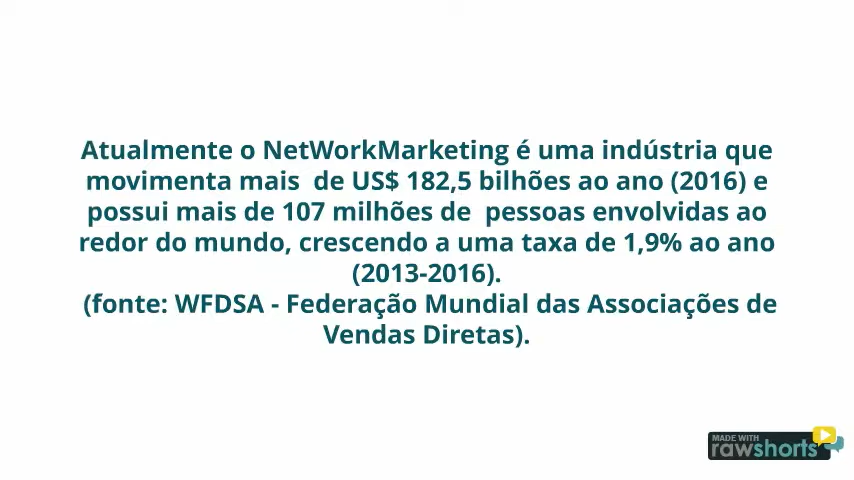 Atualmente o NetWorkMarketing é uma indústria que
movimenta mais  de US$ 182,5 bilhões ao ano (2016) e
possui mais de 107 milhões de  pessoas envolvidas ao
redor do mundo, crescendo a uma taxa de 1,9% ao ano
(2013-2016).
(fonte: WFDSA - Federação Mundial das Associações de
Vendas Diretas).
MADE WITH
rawshorts